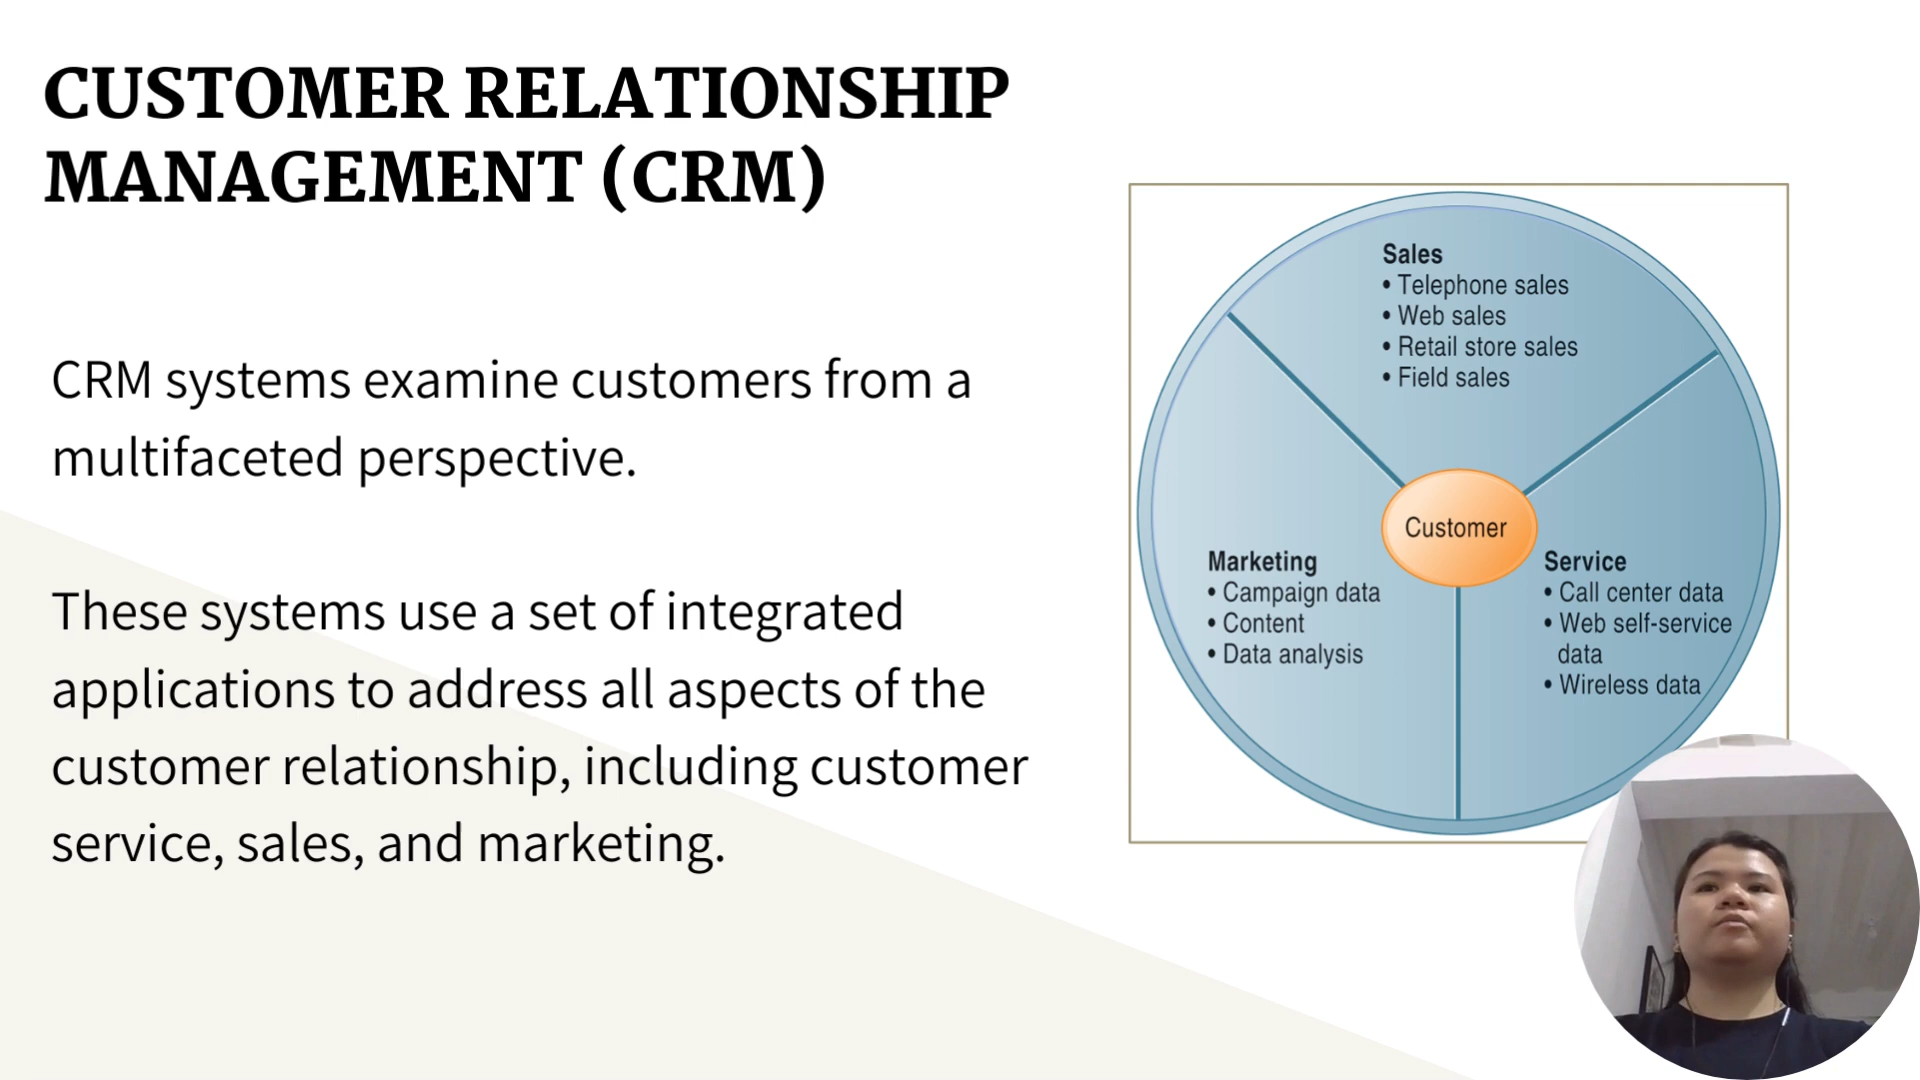 CUSTOMER RELATIONSHIP
MANAGEMENT (CRM)
CRM systems examine customers from a
multifaceted perspective.
These systems use a set of integrated
applications to address all aspects of the
customer relationship, including customer
service, sales, and marketing.
Sales
• Telephone sales
• Web sales
• Retail store sales
• Field sales
Customer
Marketing
• Campaign data
• Content
• Data analysis
Service
• Call center data
• Web self-service
data
• Wireless data